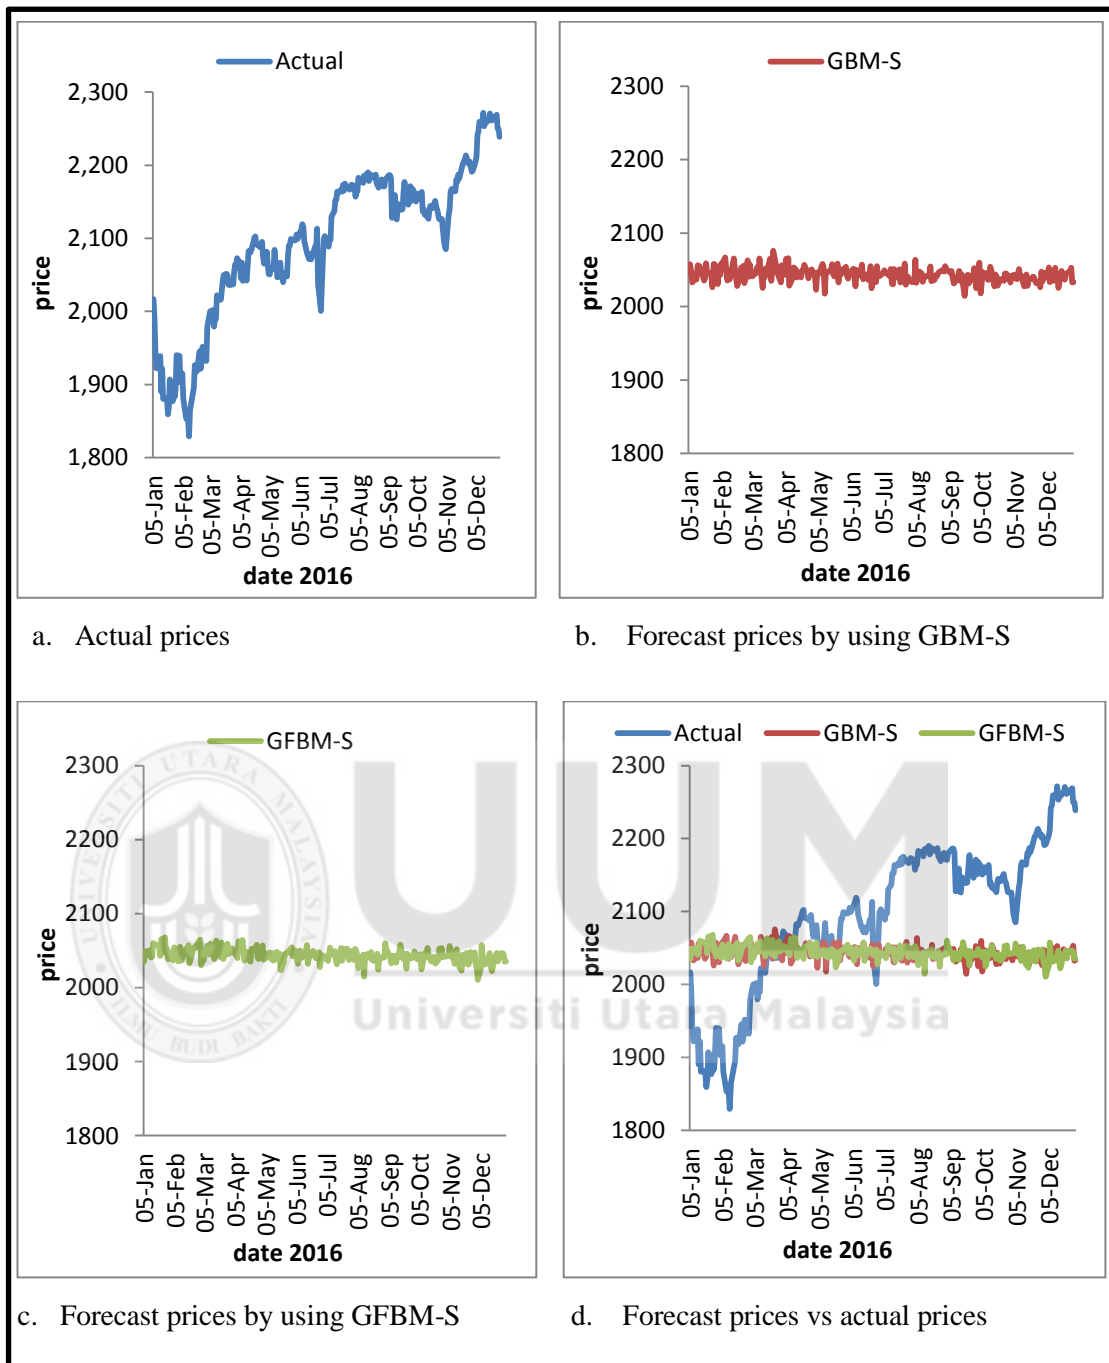 Actual
2,300
2,200
2,100
2,000
1,900
1,800
price
05-Jan
05-Feb
05-Mar
05-Apr
05-May
05-Jun
05-Jul
05-Aug
05-Sep
05-Oct
05-Nov
05-Dec
date 2016
a. Actual prices
GBM-S
2300
2200
2100
2000
1900
1800
price
05-Jan
05-Feb
05-Mar
05-Apr
05-May
05-Jun
05-Jul
05-Aug
05-Sep
05-Oct
05-Nov
05-Dec
date 2016
b. Forecast prices by using GBM-S
GFBM-S
2300
2200
2100
2000
1900
1800
price
05-Jan
05-Feb
05-Mar
05-Apr
05-May
05-Jun
05-Jul
05-Aug
05-Sep
05-Oct
05-Nov
05-Dec
date 2016
c. Forecast prices by using GFBM-S
Actual GBM-S GFBM-S
2300
2200
2100
2000
1900
1800
price
05-Jan
05-Feb
05-Mar
05-Apr
05-May
05-Jun
05-Jul
05-Aug
05-Sep
05-Oct
05-Nov
05-Dec
date 2016
d. Forecast prices vs actual prices
UNIVERSITI UTARA MALAYSIA
ILMU BUDI BAKTI
UUM
Universiti Utara Malaysia